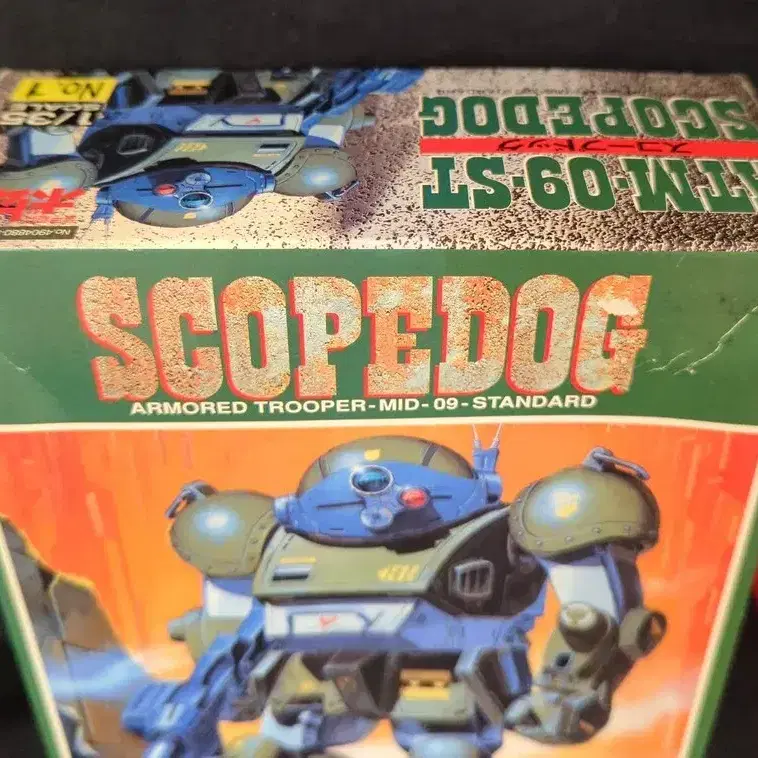 SCOPEDOG
ARMORED TROOPER-MID-09-STANDARD
ATM-09-ST
スコープドッグ
SCOPEDOG
1/35
SCALE
No.1